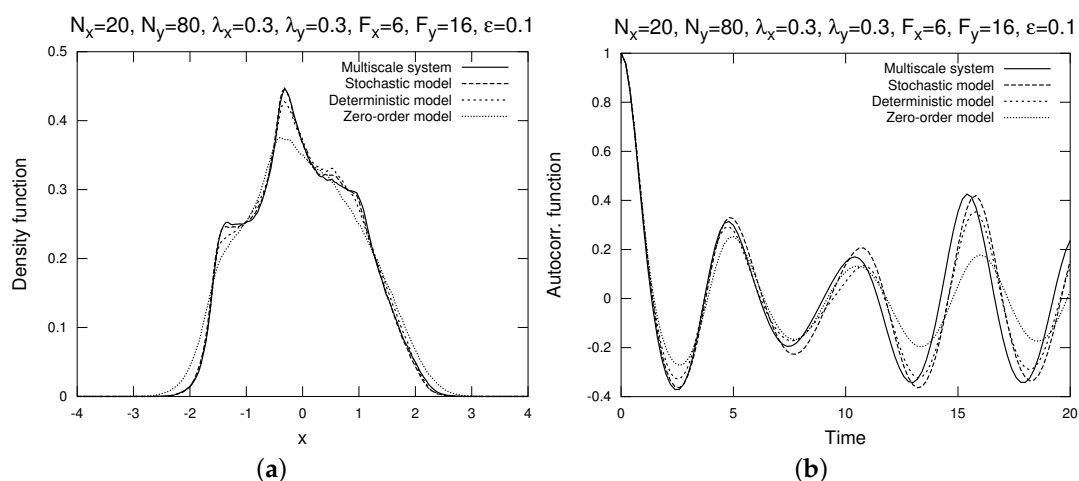 N_x=20, N_y=80, λ_x=0.3, λ_y=0.3, F_x=6, F_y=16, ε=0.1
Density function
0.5
0.4
0.3
0.2
0.1
0
Multiscale system
Stochastic model
Deterministic model
Zero-order model
-4 -3 -2 -1 0 1 2 3 4
x
(a)
N_x=20, N_y=80, λ_x=0.3, λ_y=0.3, F_x=6, F_y=16, ε=0.1
Autocorr. function
1
0.8
0.6
0.4
0.2
0
-0.2
-0.4
Multiscale system
Stochastic model
Deterministic model
Zero-order model
0 5 10 15 20
Time
(b)